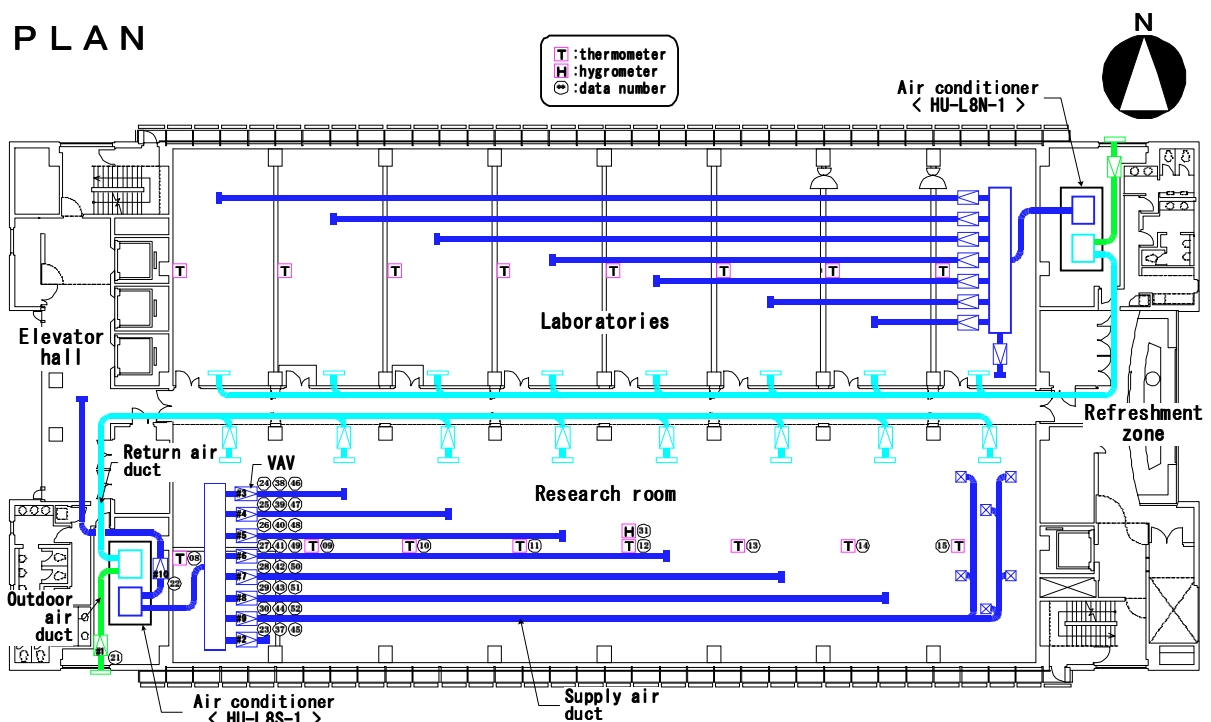 PLAN
N
T :thermometer
H :hygrometer
** :data number
Air conditioner
< HU-L8N-1 >
T T T T T T T T
Laboratories
Elevator
hall
Refreshment
zone
Return air
duct
VAV
Research room
#3 24 38 46
#4 25 39 47
#5 26 40 48
H 31
#6 27 41 49
T 08
T 09
T 10
T 11
T 12
T 13
T 14
15 T
#7 28 42 50
#8 29 43 51
#9 30 44 52
#2 23 37 45
#10
22
Outdoor
air
duct
#1
21
Air conditioner
< HU-L8S-1 >
Supply air
duct